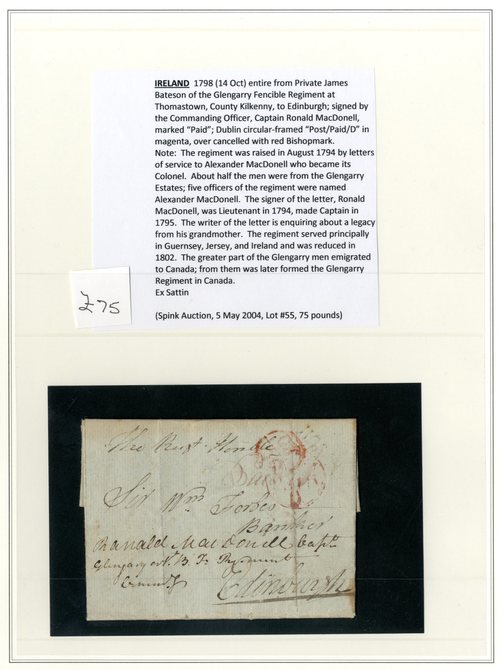 IRELAND 1798 (14 Oct) entire from Private James
Bateson of the Glengarry Fencible Regiment at
Thomastown, County Kilkenny, to Edinburgh; signed by
the Commanding Officer, Captain Ronald MacDonell,
marked “Paid”; Dublin circular-framed “Post/Paid/D” in
magenta, over cancelled with red Bishopmark.
Note: The regiment was raised in August 1794 by letters
of service to Alexander MacDonell who became its
Colonel. About half the men were from the Glengarry
Estates; five officers of the regiment were named
Alexander MacDonell. The signer of the letter, Ronald
MacDonell, was Lieutenant in 1794, made Captain in
1795. The writer of the letter is enquiring about a legacy
from his grandmother. The regiment served principally
in Guernsey, Jersey, and Ireland and was reduced in
1802. The greater part of the Glengarry men emigrated
to Canada; from them was later formed the Glengarry
Regiment in Canada.
Ex Sattin
(Spink Auction, 5 May 2004, Lot #55, 75 pounds)
£75
The Honble
Sir Wm Forbes
Banker
Ranald MacDonell Captn
Regiment
Edinburgh